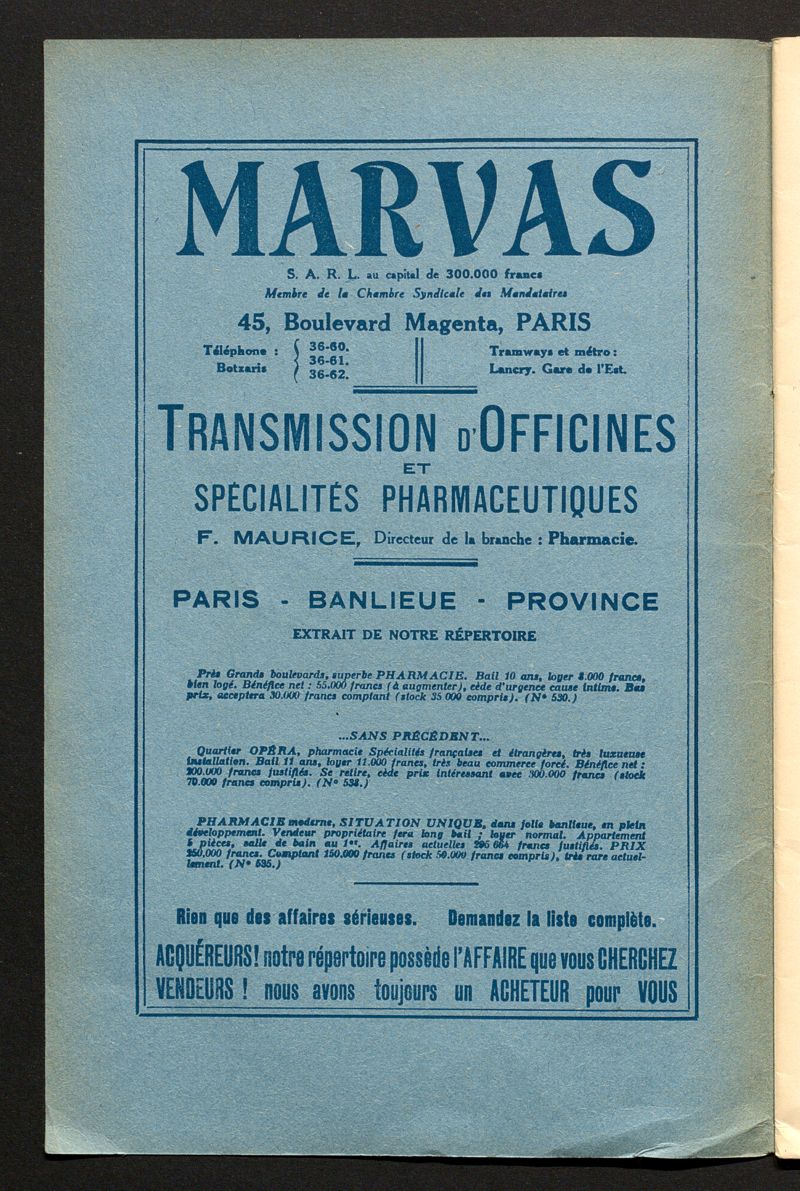 MARVAS
S. A. R. L. au capital de 300.000 francs
Membre de la Chambre Syndicale des Mandataires
45, Boulevard Magenta, PARIS
Téléphone : Botzaris { 36-60. 36-61. 36-62.
Tramways et métro :
Lancry. Gare de l'Est.
TRANSMISSION D'OFFICINES
ET
SPÉCIALITÉS PHARMACEUTIQUES
F. MAURICE, Directeur de la branche : Pharmacie.
PARIS - BANLIEUE - PROVINCE
EXTRAIT DE NOTRE RÉPERTOIRE
Près Grands boulevards, superbe PHARMACIE. Bail 10 ans, loyer 8.000 francs,
bien logé. Bénéfice net : 55.000 francs (à augmenter), cède d'urgence cause intime. Bas
prix, acceptera 30.000 francs comptant (stock 35 000 compris). (N° 530.)
...SANS PRÉCÉDENT...
Quartier OPÉRA, pharmacie Spécialités françaises et étrangères, très luxueuse
installation. Bail 11 ans, loyer 11.000 francs, très beau commerce forcé. Bénéfice net :
200.000 francs justifiés. Se retire, cède prix intéressant avec 300.000 francs (stock
70.000 francs compris). (N° 538.)
PHARMACIE moderne, SITUATION UNIQUE, dans jolie banlieue, en plein
développement. Vendeur propriétaire fera long bail ; loyer normal. Appartement
5 pièces, salle de bain au 1er. Affaires actuelles 296 664 francs justifiés. PRIX
250.000 francs. Comptant 150.000 francs (stock 50.000 francs compris), très rare actuel-
lement. (N° 535.)
Rien que des affaires sérieuses. Demandez la liste complète.
ACQUÉREURS! notre répertoire possède l'AFFAIRE que vous CHERCHEZ
VENDEURS ! nous avons toujours un ACHETEUR pour VOUS